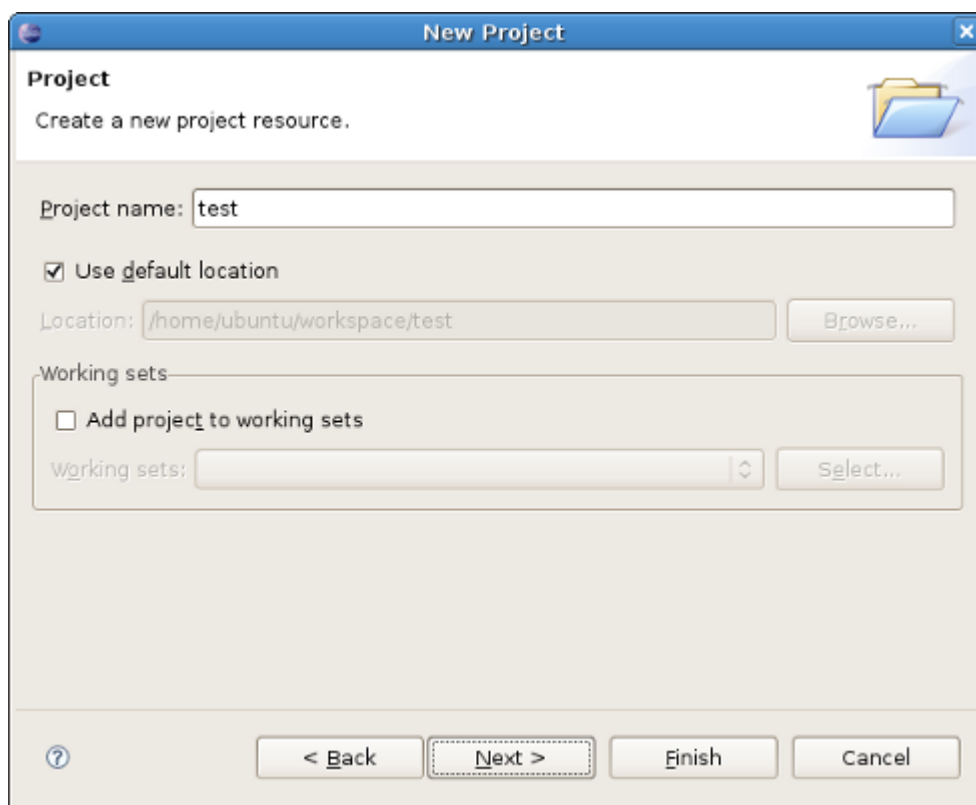 New Project
Project
Create a new project resource.
Project name: test
Use default location
Location: /home/ubuntu/workspace/test Browse...
Working sets
Add project to working sets
Working sets: Select...
? < Back Next > Finish Cancel